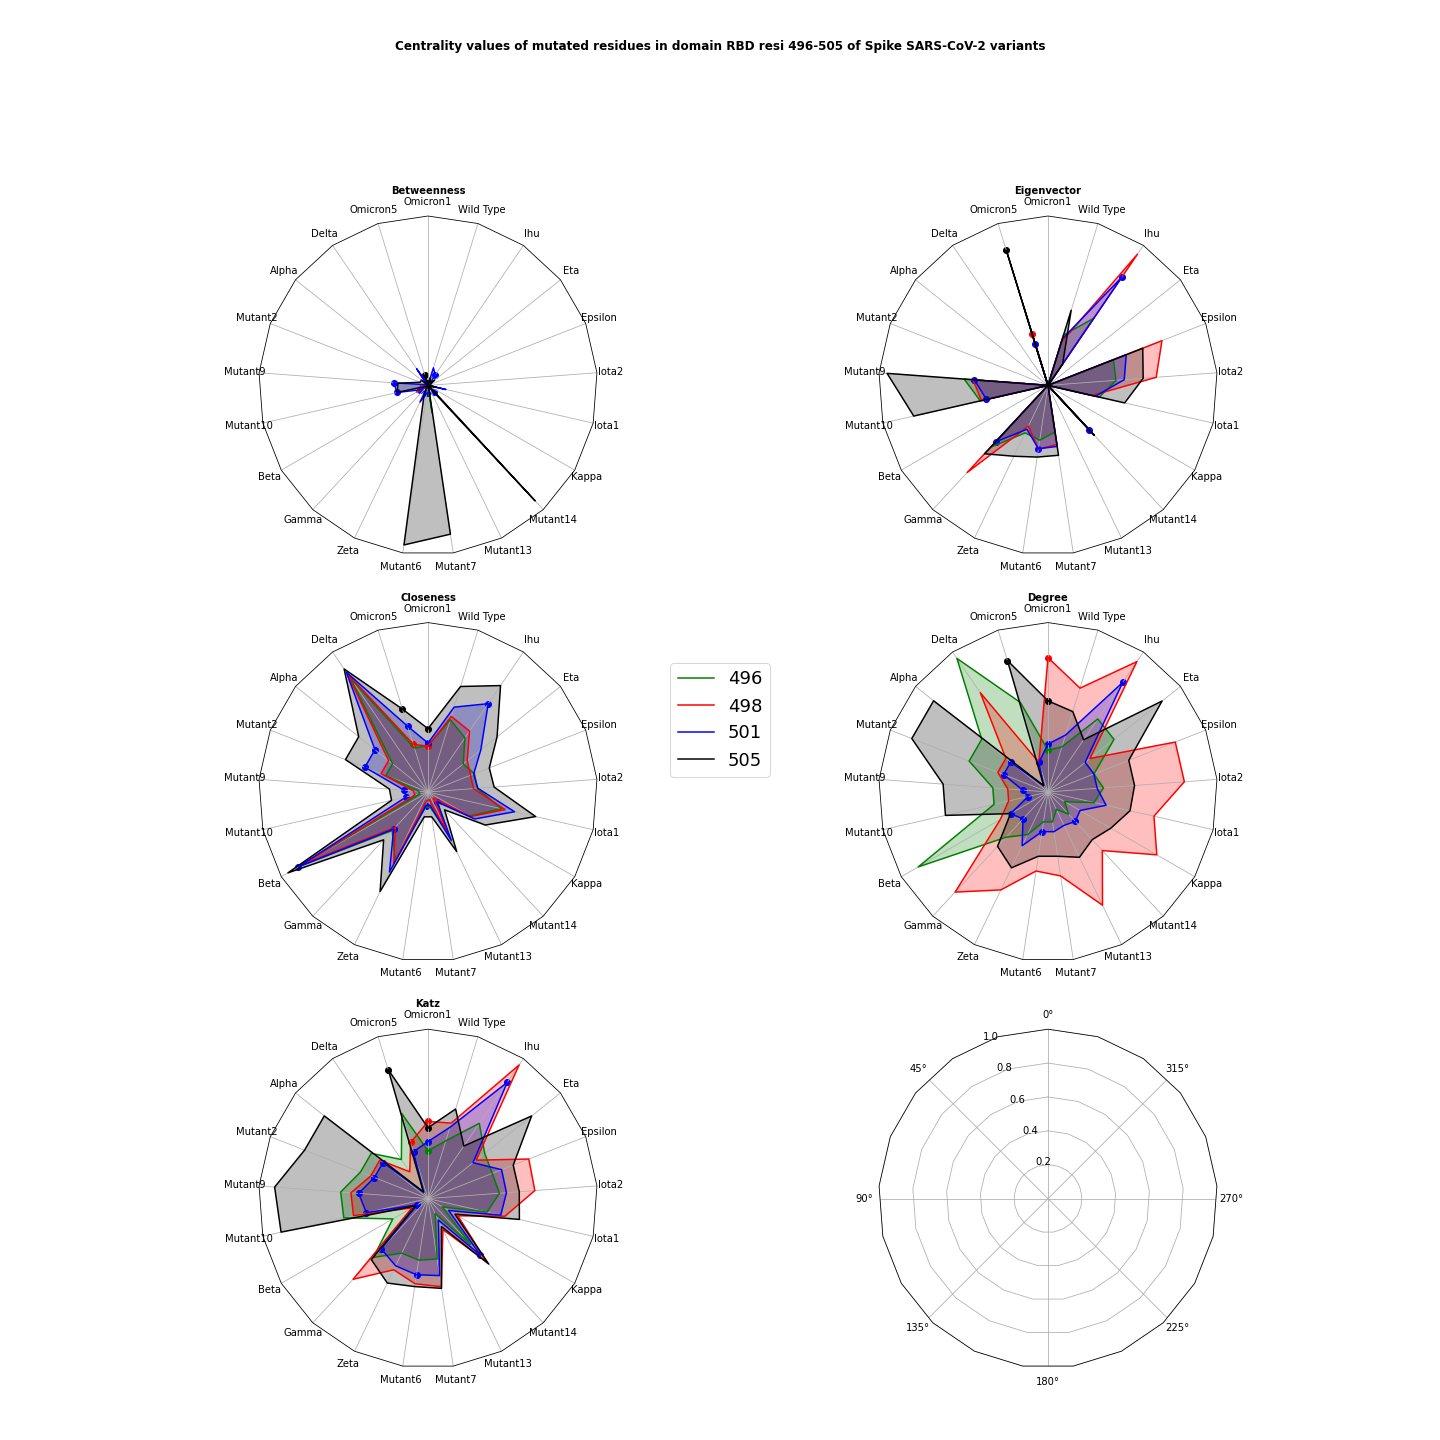 Centrality values of mutated residues in domain RBD resi 496-505 of Spike SARS-CoV-2 variants
Betweenness
Omicron1
Omicron5
Wild Type
Delta
Ihu
Alpha
Eta
Mutant2
Epsilon
Mutant9
Iota2
Mutant10
Iota1
Beta
Kappa
Gamma
Mutant14
Zeta
Mutant13
Mutant6
Mutant7
Eigenvector
Omicron1
Omicron5
Wild Type
Delta
Ihu
Alpha
Eta
Mutant2
Epsilon
Mutant9
Iota2
Mutant10
Iota1
Beta
Kappa
Gamma
Mutant14
Zeta
Mutant13
Mutant6
Mutant7
Closeness
Omicron1
Omicron5
Wild Type
Delta
Ihu
Alpha
Eta
Mutant2
Epsilon
Mutant9
Iota2
Mutant10
Iota1
Beta
Kappa
Gamma
Mutant14
Zeta
Mutant13
Mutant6
Mutant7
496
498
501
505
Degree
Omicron1
Omicron5
Wild Type
Delta
Ihu
Alpha
Eta
Mutant2
Epsilon
Mutant9
Iota2
Mutant10
Iota1
Beta
Kappa
Gamma
Mutant14
Zeta
Mutant13
Mutant6
Mutant7
Katz
Omicron1
Omicron5
Wild Type
Delta
Ihu
Alpha
Eta
Mutant2
Epsilon
Mutant9
Iota2
Mutant10
Iota1
Beta
Kappa
Gamma
Mutant14
Zeta
Mutant13
Mutant6
Mutant7
0°
1.0
45°
0.8
315°
0.6
0.4
0.2
90°
270°
135°
225°
180°